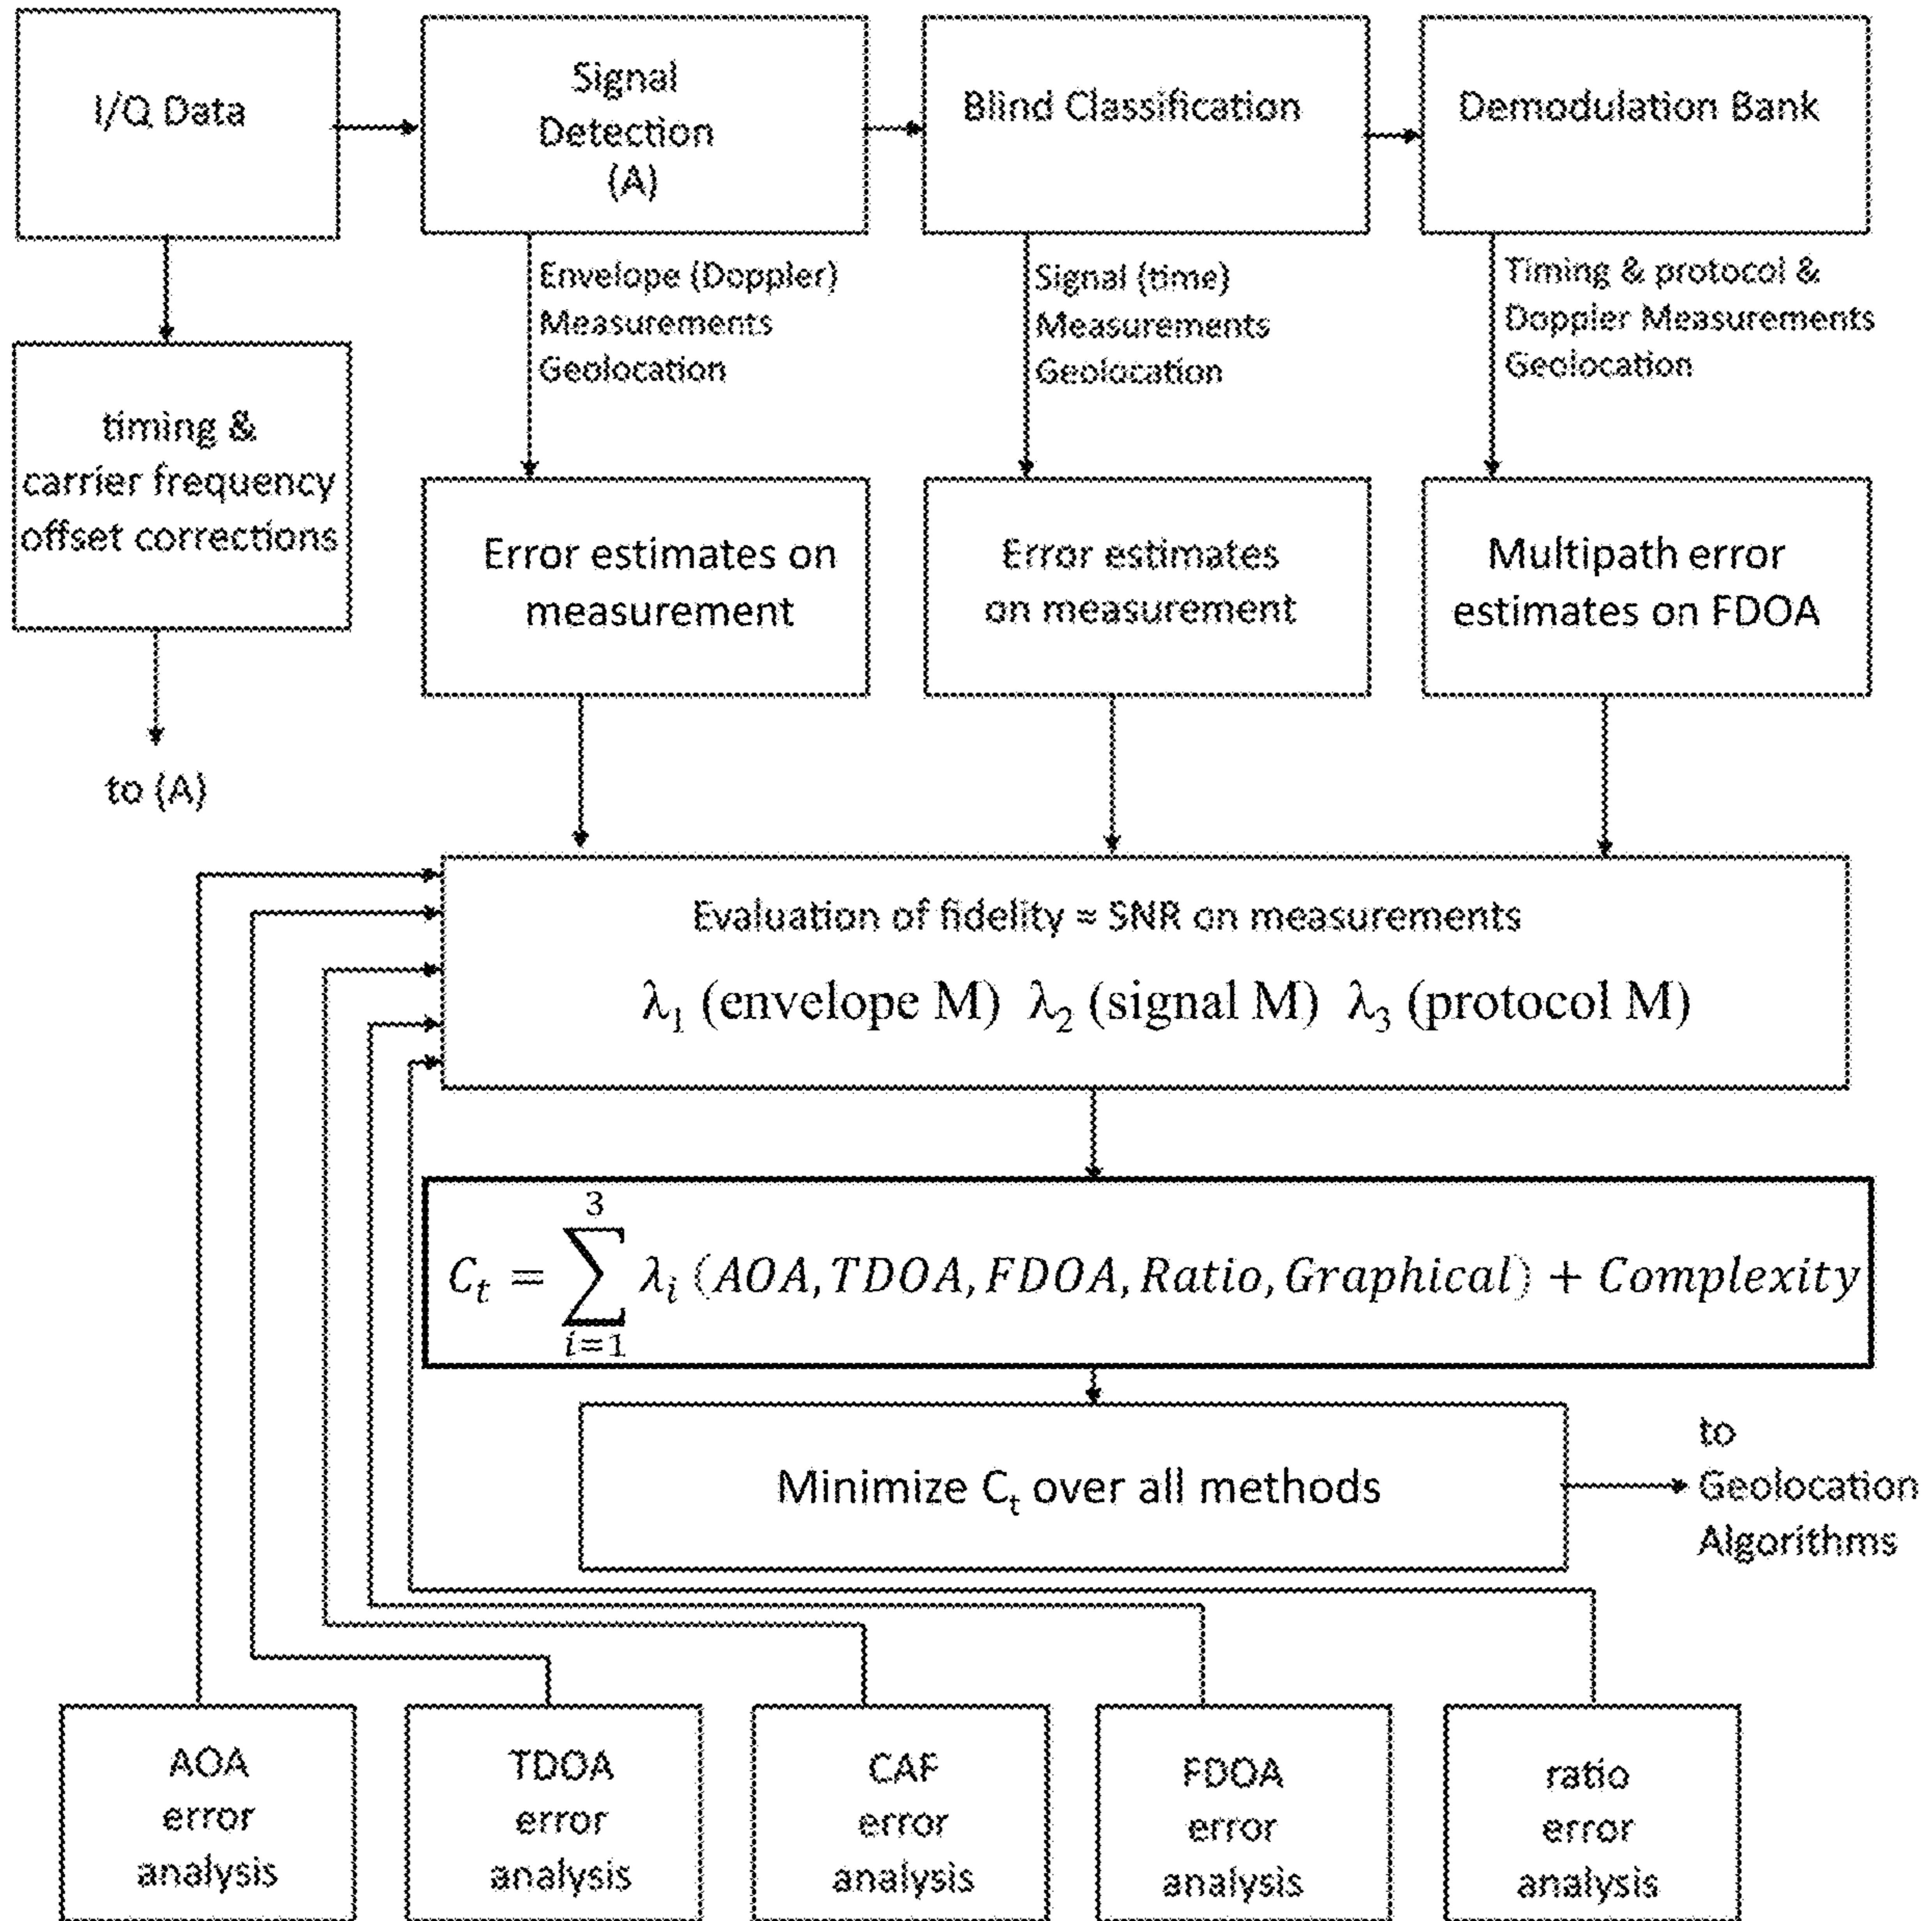 I/Q Data
Signal
Detection
(A)
Blind Classification
Demodulation Bank
Envelope (Doppler)
Measurements
Geolocation
Signal (time)
Measurements
Geolocation
Timing & protocol &
Doppler Measurements
Geolocation
timing &
carrier frequency
offset corrections
to (A)
Error estimates on
measurement
Error estimates
on measurement
Multipath error
estimates on FDOA
Evaluation of fidelity ≈ SNR on measurements
λ₁ (envelope M) λ₂ (signal M) λ₃ (protocol M)
C_t = ∑_{i=1}^{3} λ_i (AOA, TDOA, FDOA, Ratio, Graphical) + Complexity
Minimize C_t over all methods
to
Geolocation
Algorithms
AOA
error
analysis
TDOA
error
analysis
CAF
error
analysis
FDOA
error
analysis
ratio
error
analysis